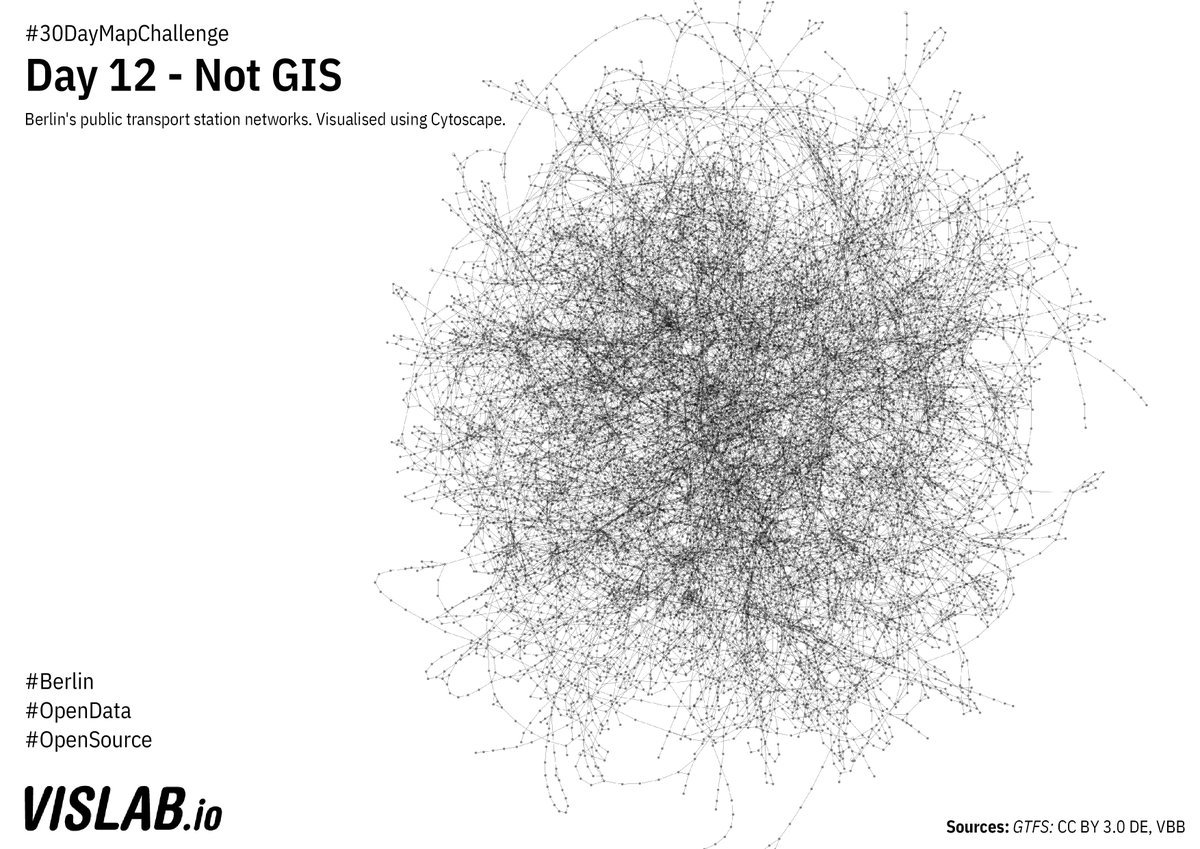 #30DayMapChallenge
Day 12 - Not GIS
Berlin's public transport station networks. Visualised using Cytoscape.
#Berlin
#OpenData
#OpenSource
VISLAB.io
Sources: GTFS: CC BY 3.0 DE, VBB